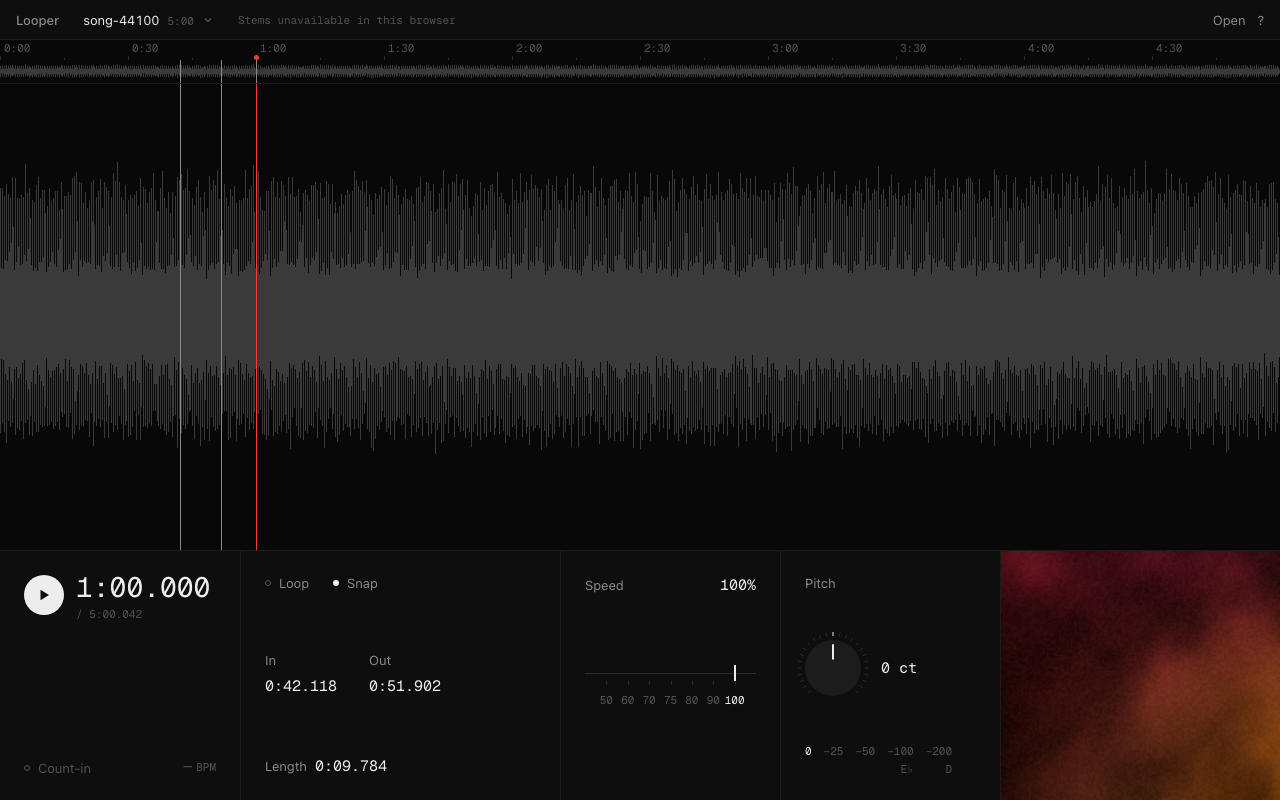 Looper song-44100 5:00 Stems unavailable in this browser Open ?
0:00 0:30 1:00 1:30 2:00 2:30 3:00 3:30 4:00 4:30
1:00.000
/ 5:00.042
Count-in — BPM
Loop Snap
In Out
0:42.118 0:51.902
Length 0:09.784
Speed 100%
50 60 70 75 80 90 100
Pitch
0 ct
0 −25 −50 −100 −200
E♭ D